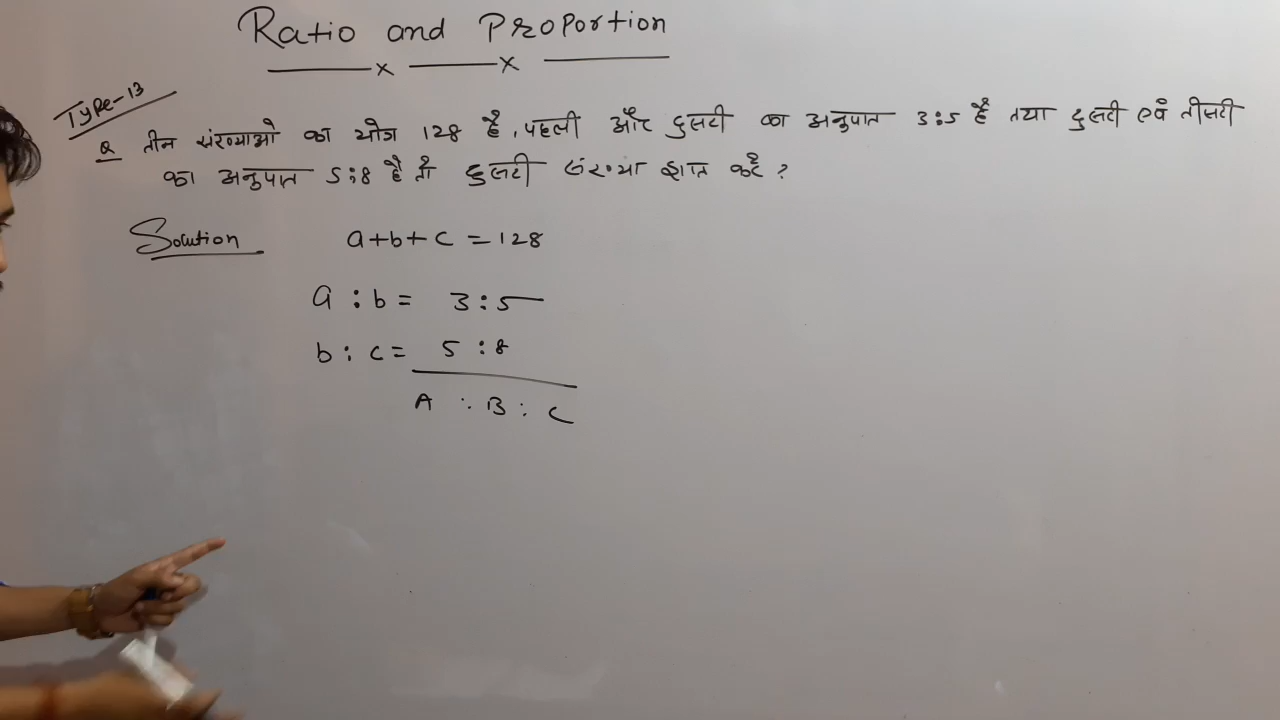 Ratio and Proportion
Type-13
Q तीन संख्याओ का योग 128 है, पहली और दुसरी का अनुपात 3:5 है तथा दुसरी एवं तीसरी
का अनुपात 5:8 है तो दुसरी संख्या ज्ञात करें ?
Solution a+b+c = 128
a : b = 3 : 5
b : c = 5 : 8
A : B : C